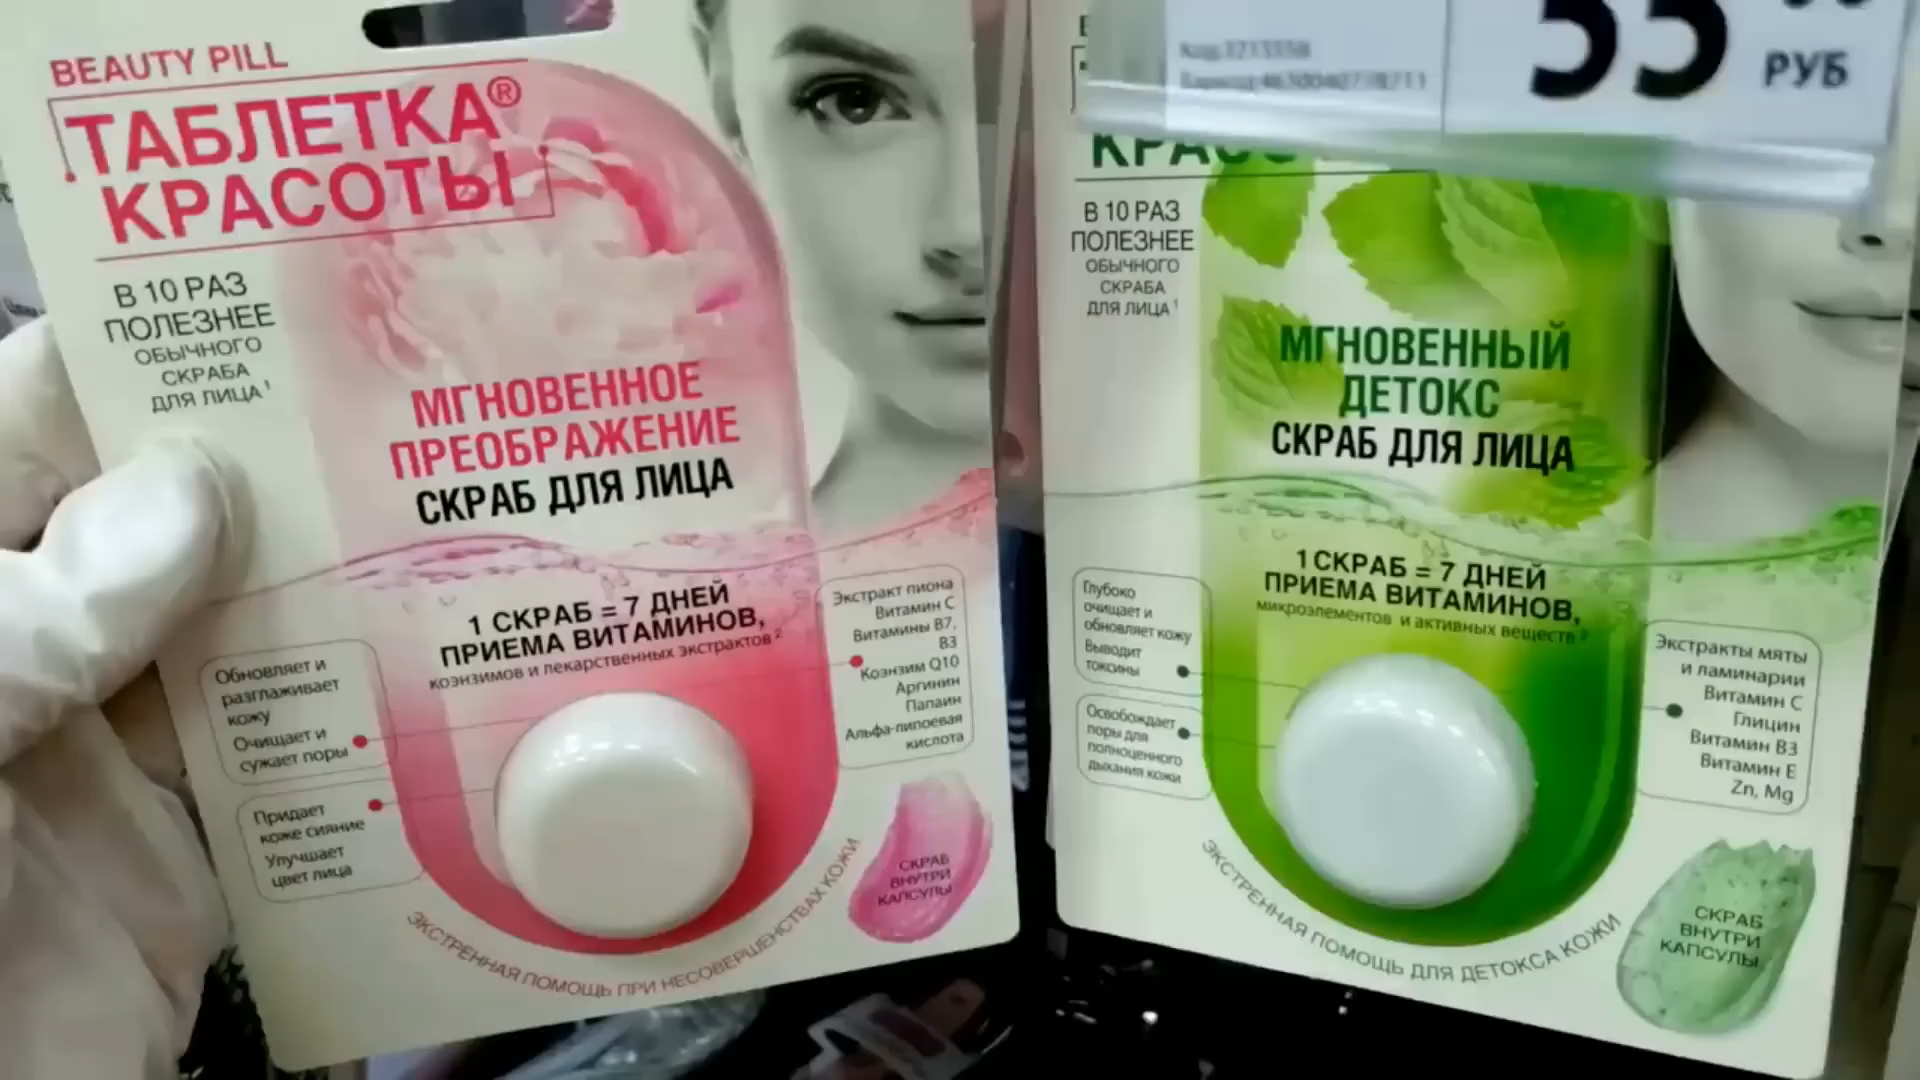 BEAUTY PILL
ТАБЛЕТКА®
КРАСОТЫ
В 10 РАЗ
ПОЛЕЗНЕЕ
ОБЫЧНОГО
СКРАБА
ДЛЯ ЛИЦА¹
МГНОВЕННОЕ
ПРЕОБРАЖЕНИЕ
СКРАБ ДЛЯ ЛИЦА
1 СКРАБ = 7 ДНЕЙ
ПРИЕМА ВИТАМИНОВ,
коэнзимов и лекарственных экстрактов²
Обновляет и
разглаживает
кожу
Очищает и
сужает поры
Придает
коже сияние
Улучшает
цвет лица
Экстракт пиона
Витамин С
Витамины В7,
В3
Коэнзим Q10
Аргинин
Папаин
Альфа-липоевая
кислота
СКРАБ
ВНУТРИ
КАПСУЛЫ
ЭКСТРЕННАЯ ПОМОЩЬ ПРИ НЕСОВЕРШЕНСТВАХ КОЖИ
РУБ
В 10 РАЗ
ПОЛЕЗНЕЕ
ОБЫЧНОГО
СКРАБА
ДЛЯ ЛИЦА¹
МГНОВЕННЫЙ
ДЕТОКС
СКРАБ ДЛЯ ЛИЦА
1 СКРАБ = 7 ДНЕЙ
ПРИЕМА ВИТАМИНОВ,
микроэлементов и активных веществ²
Глубоко
очищает и
обновляет кожу
Выводит
токсины
Освобождает
поры для
полноценного
дыхания кожи
Экстракты мяты
и ламинарии
Витамин С
Глицин
Витамин В3
Витамин Е
Zn, Mg
СКРАБ
ВНУТРИ
КАПСУЛЫ
ЭКСТРЕННАЯ ПОМОЩЬ ДЛЯ ДЕТОКСА КОЖИ